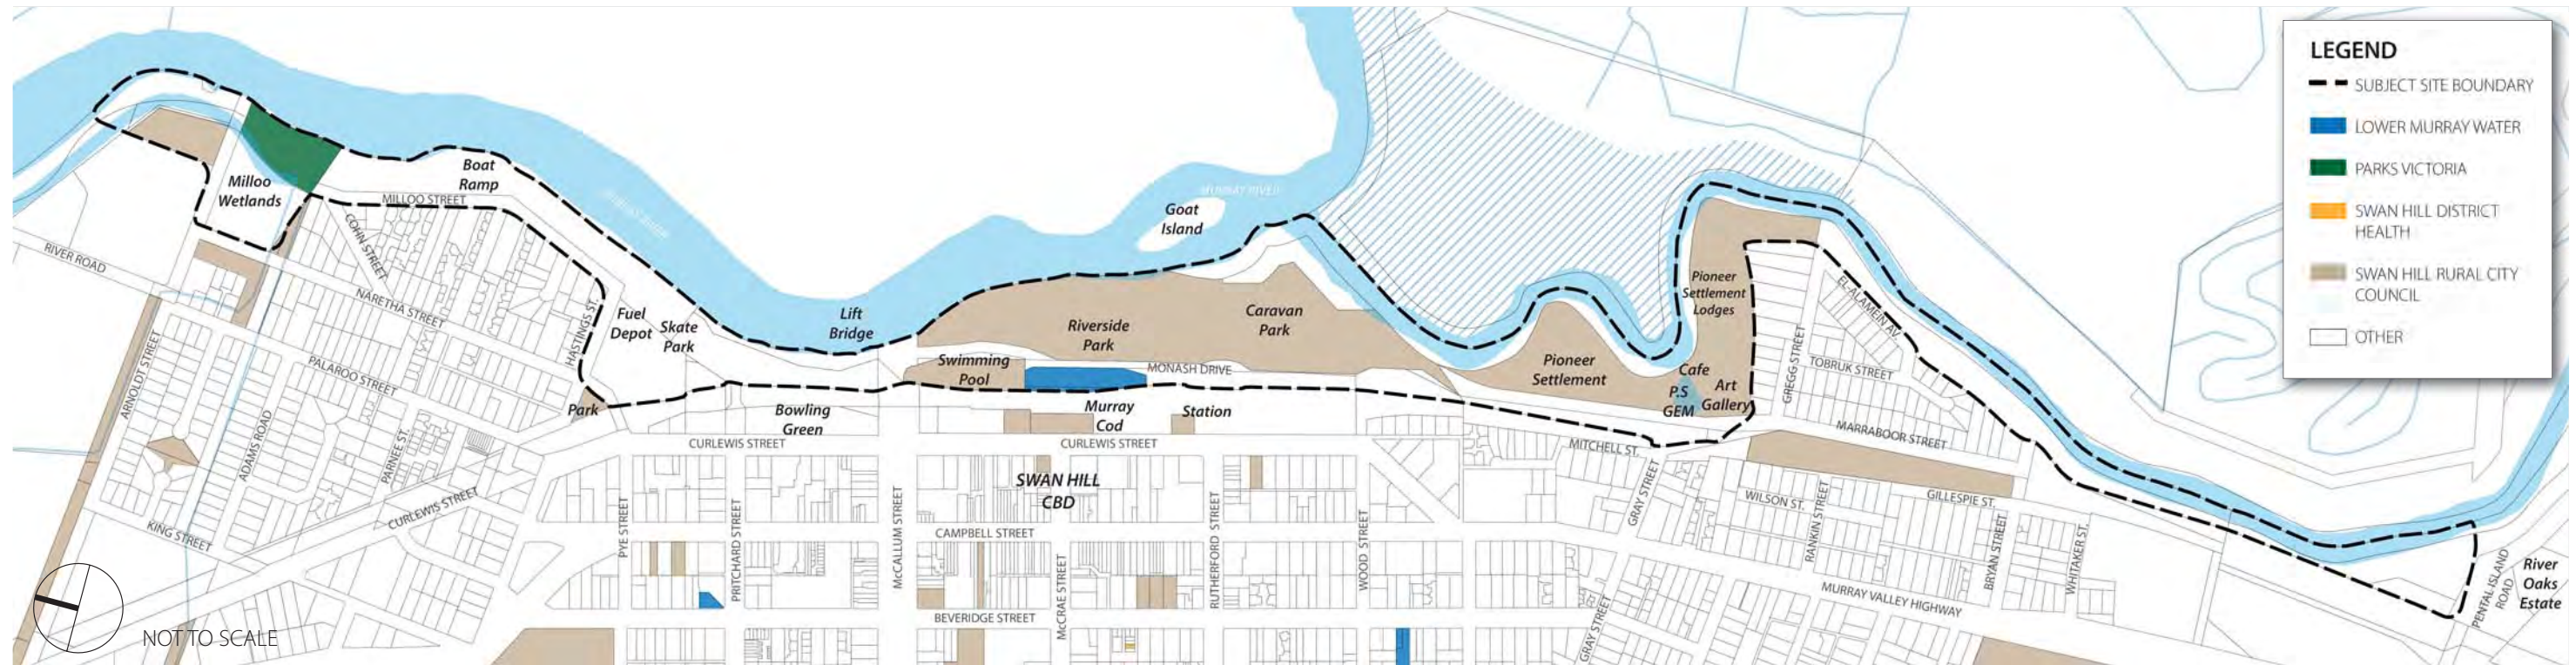 LEGEND
SUBJECT SITE BOUNDARY
LOWER MURRAY WATER
PARKS VICTORIA
SWAN HILL DISTRICT
HEALTH
SWAN HILL RURAL CITY
COUNCIL
OTHER
Milloo
Wetlands
Boat
Ramp
MILLOO STREET
COHN STREET
RIVER ROAD
NARETHA STREET
HASTINGS ST.
PALAROO STREET
ARNOLDT STREET
ADAMS ROAD
PARNEE ST.
KING STREET
CURLEWIS STREET
Park
Fuel
Depot
Skate
Park
MURRAY RIVER
Lift
Bridge
Goat
Island
MURRAY RIVER
Riverside
Park
Caravan
Park
Swimming
Pool
MONASH DRIVE
Bowling
Green
Murray
Cod
Station
CURLEWIS STREET
CURLEWIS STREET
SWAN HILL
CBD
PYE STREET
PRITCHARD STREET
McCALLUM STREET
CAMPBELL STREET
McCRAE STREET
RUTHERFORD STREET
WOOD STREET
BEVERIDGE STREET
Pioneer
Settlement
Pioneer
Settlement
Lodges
Cafe
P.S
GEM
Art
Gallery
EL-ALAMEIN AV.
GREGG STREET
TOBRUK STREET
MARRABOOR STREET
MITCHELL ST.
GRAY STREET
GRAY STREET
WILSON ST.
RANKIN STREET
GILLESPIE ST.
BRYAN STREET
WHITAKER ST.
MURRAY VALLEY HIGHWAY
PENTAL ISLAND
ROAD
River
Oaks
Estate
NOT TO SCALE